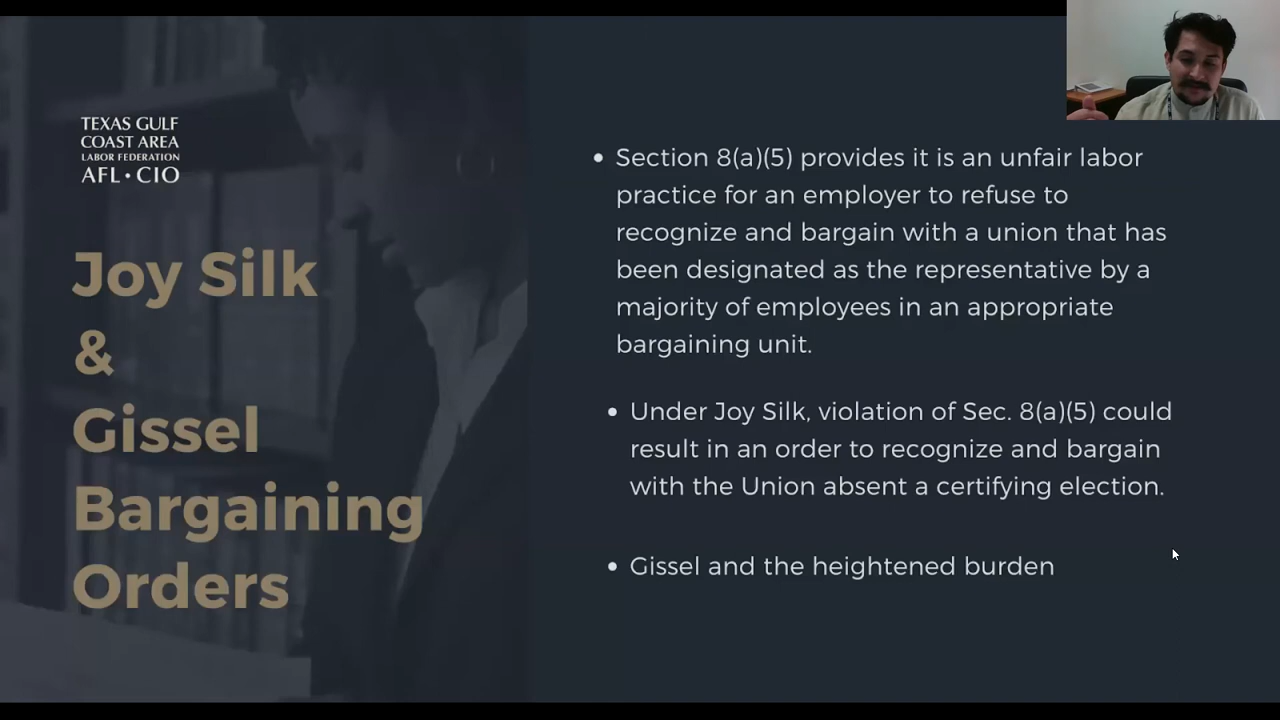 TEXAS GULF
COAST AREA
LABOR FEDERATION
AFL • CIO
Joy Silk
&
Gissel
Bargaining
Orders
• Section 8(a)(5) provides it is an unfair labor
practice for an employer to refuse to
recognize and bargain with a union that has
been designated as the representative by a
majority of employees in an appropriate
bargaining unit.
• Under Joy Silk, violation of Sec. 8(a)(5) could
result in an order to recognize and bargain
with the Union absent a certifying election.
• Gissel and the heightened burden